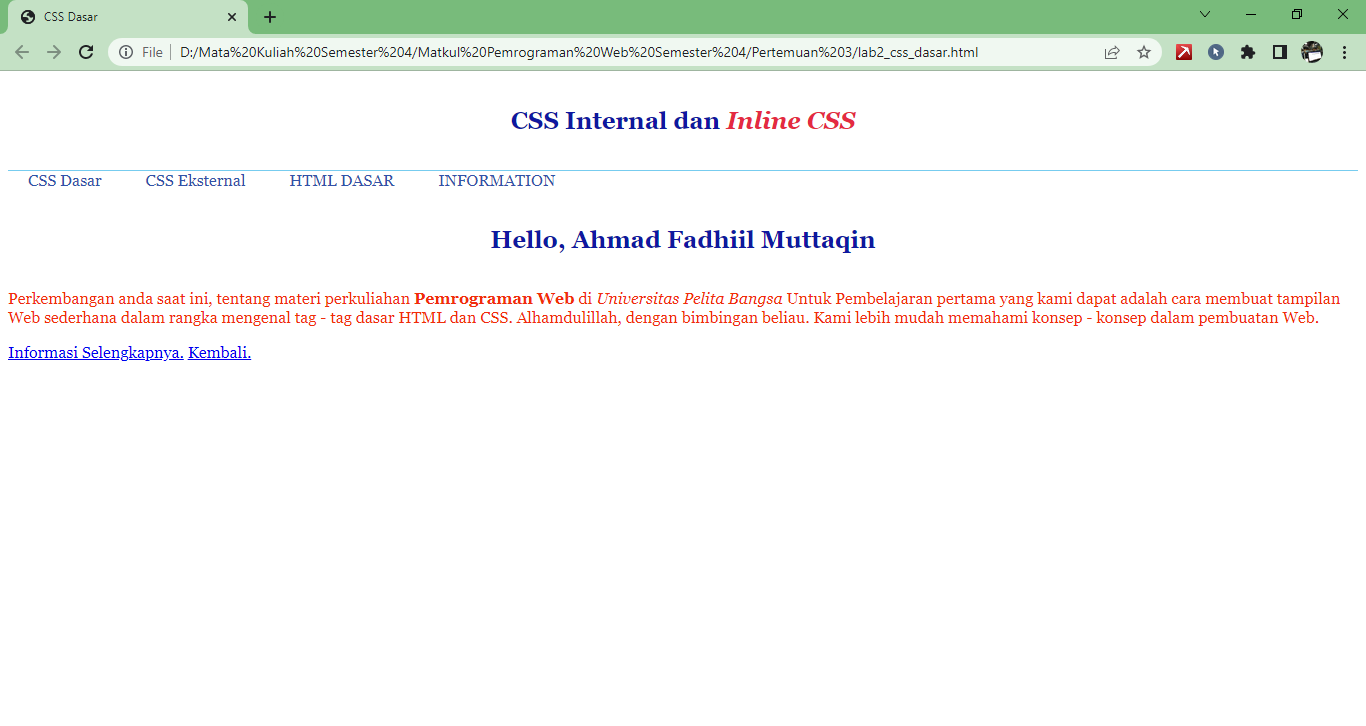 CSS Dasar
File D:/Mata%20Kuliah%20Semester%204/Matkul%20Pemrograman%20Web%20Semester%204/Pertemuan%203/lab2_css_dasar.html
CSS Internal dan Inline CSS
CSS Dasar CSS Eksternal HTML DASAR INFORMATION
Hello, Ahmad Fadhiil Muttaqin
Perkembangan anda saat ini, tentang materi perkuliahan Pemrograman Web di Universitas Pelita Bangsa Untuk Pembelajaran pertama yang kami dapat adalah cara membuat tampilan
Web sederhana dalam rangka mengenal tag - tag dasar HTML dan CSS. Alhamdulillah, dengan bimbingan beliau. Kami lebih mudah memahami konsep - konsep dalam pembuatan Web.
Informasi Selengkapnya. Kembali.